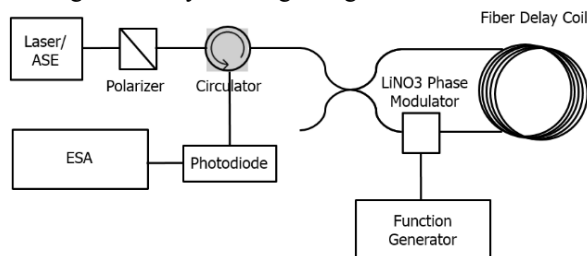 Fiber Delay Coil
Laser/
ASE
Polarizer
Circulator
LiNO3 Phase
Modulator
ESA
Photodiode
Function
Generator